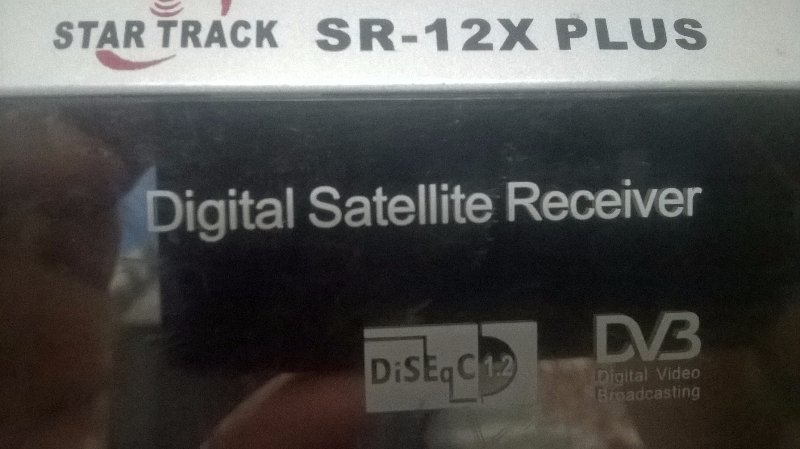 STAR TRACK SR-12X PLUS
Digital Satellite Receiver
DiSEqC 1.2
DVB
Digital Video
Broadcasting